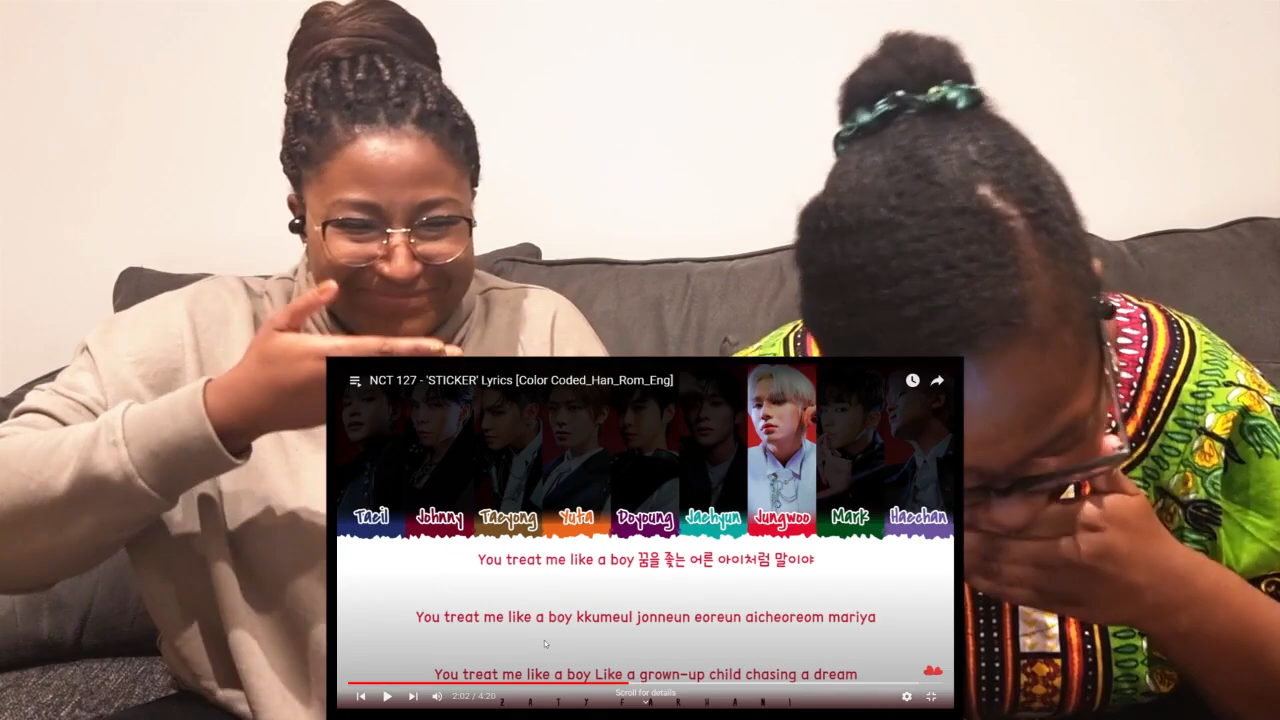 NCT 127 - 'STICKER' Lyrics [Color Coded_Han_Rom_Eng]
Taeil Johnny Taeyong Yuta Doyoung Jaehyun Jungwoo Mark Haechan
You treat me like a boy 꿈을 좇는 어른 아이처럼 말이야
You treat me like a boy kkumeul jonneun eoreun aicheoreom mariya
You treat me like a boy Like a grown-up child chasing a dream
2:02 / 4:20
Scroll for details
Z A T Y F A R H A N I